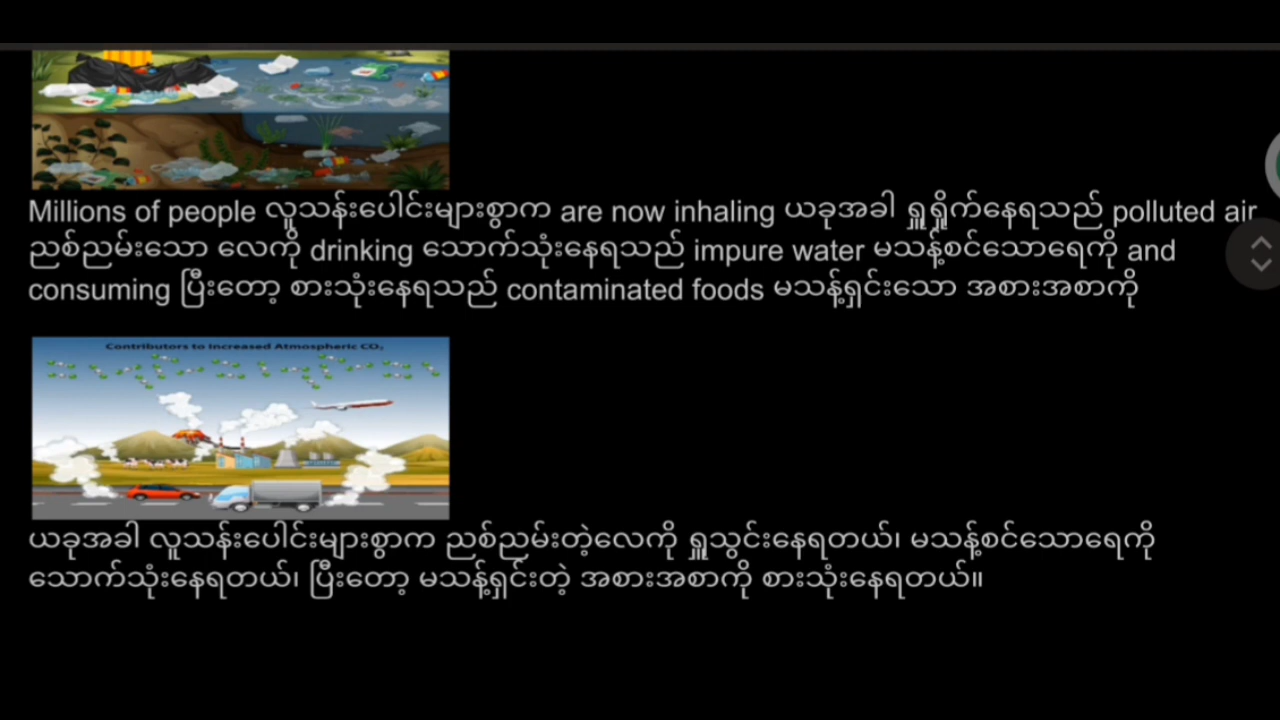 Millions of people လူသန်းပေါင်းများစွာက are now inhaling ယခုအခါ ရှူရှိုက်နေရသည် polluted air
ညစ်ညမ်းသော လေကို drinking သောက်သုံးနေရသည် impure water မသန့်စင်သောရေကို and
consuming ပြီးတော့ စားသုံးနေရသည် contaminated foods မသန့်ရှင်းသော အစားအစာကို
Contributors to Increased Atmospheric CO₂
ယခုအခါ လူသန်းပေါင်းများစွာက ညစ်ညမ်းတဲ့လေကို ရှူသွင်းနေရတယ်၊ မသန့်စင်သောရေကို
သောက်သုံးနေရတယ်၊ ပြီးတော့ မသန့်ရှင်းတဲ့ အစားအစာကို စားသုံးနေရတယ်။